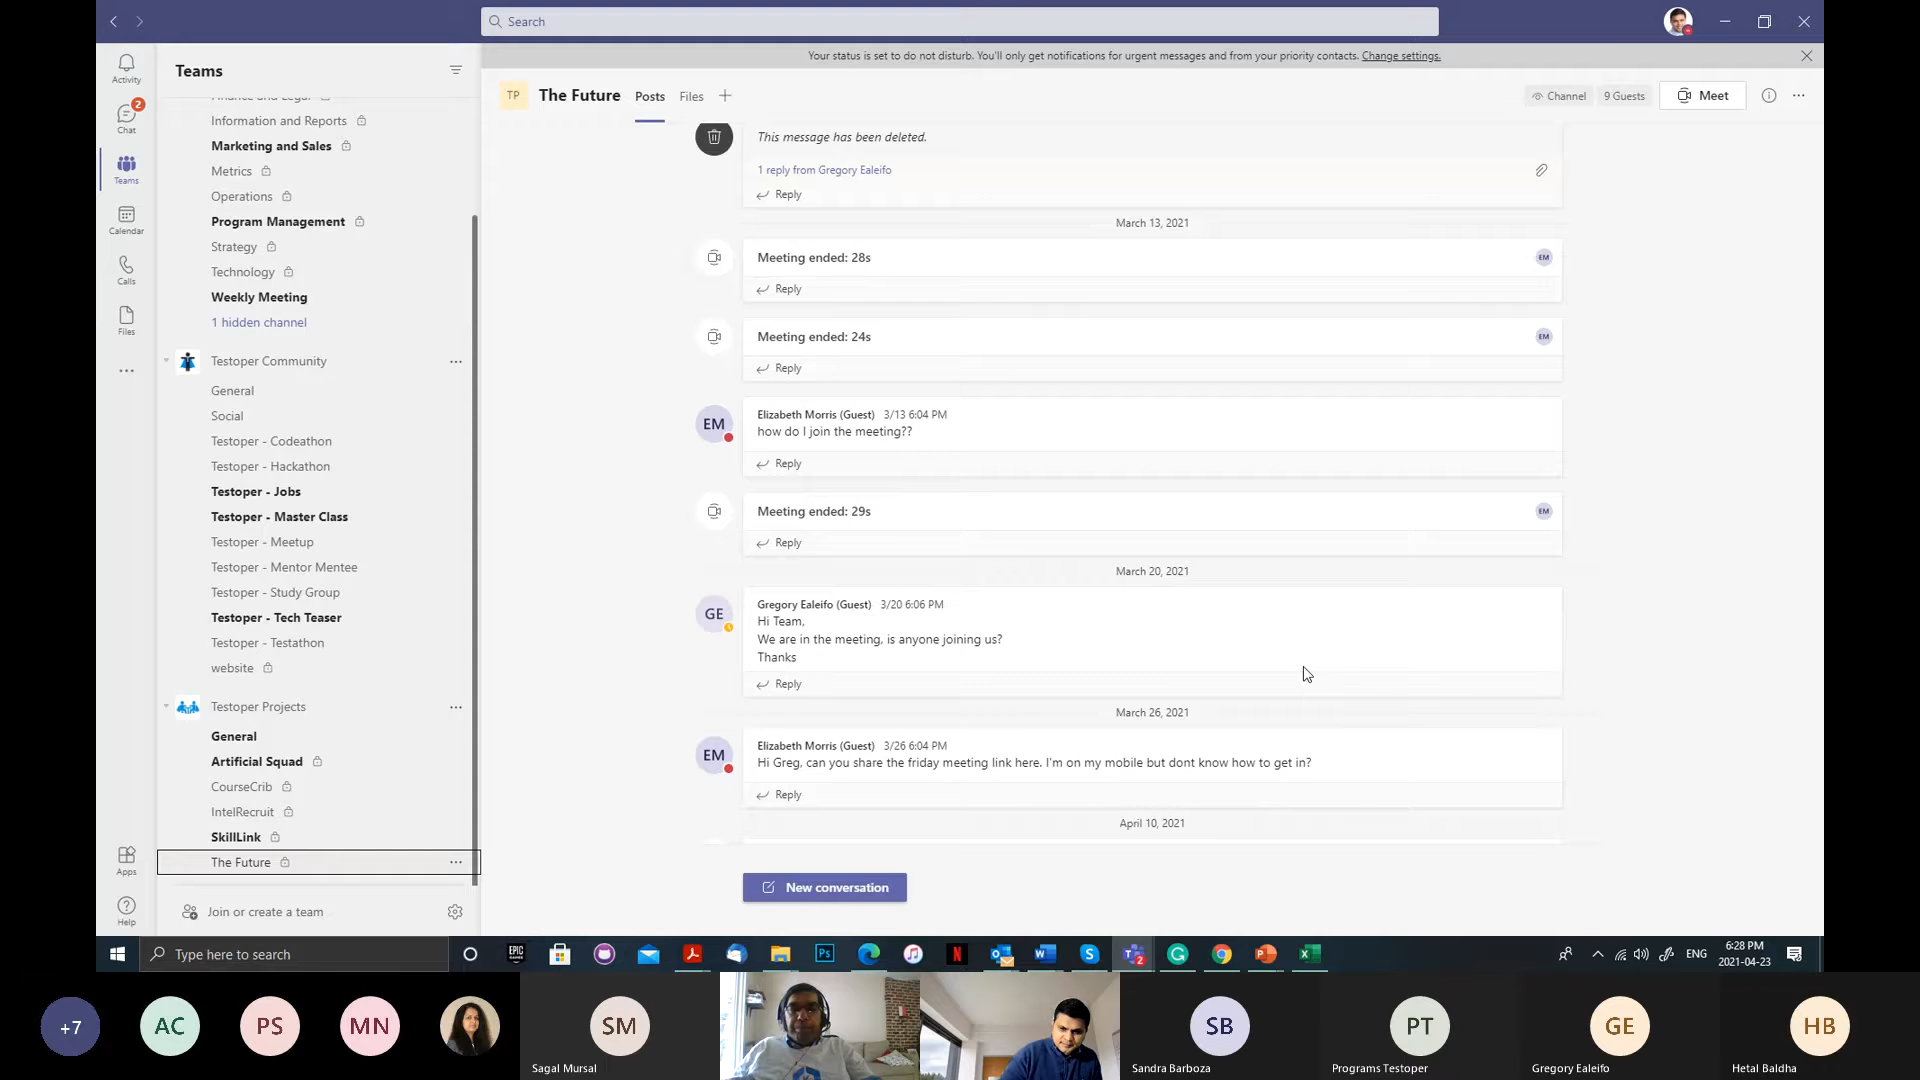 Search
Your status is set to do not disturb. You'll only get notifications for urgent messages and from your priority contacts. Change settings.
Activity
2
Chat
Teams
Calendar
Calls
Files
Apps
Help
Teams
Finance and Legal
Information and Reports
Marketing and Sales
Metrics
Operations
Program Management
Strategy
Technology
Weekly Meeting
1 hidden channel
Testoper Community
General
Social
Testoper - Codeathon
Testoper - Hackathon
Testoper - Jobs
Testoper - Master Class
Testoper - Meetup
Testoper - Mentor Mentee
Testoper - Study Group
Testoper - Tech Teaser
Testoper - Testathon
website
Testoper Projects
General
Artificial Squad
CourseCrib
IntelRecruit
SkillLink
The Future
Join or create a team
TP
The Future
Posts
Files
Channel
9 Guests
Meet
This message has been deleted.
1 reply from Gregory Ealeifo
Reply
March 13, 2021
Meeting ended: 28s
EM
Reply
Meeting ended: 24s
EM
Reply
EM
Elizabeth Morris (Guest) 3/13 6:04 PM
how do I join the meeting??
Reply
Meeting ended: 29s
EM
Reply
March 20, 2021
GE
Gregory Ealeifo (Guest) 3/20 6:06 PM
Hi Team,
We are in the meeting, is anyone joining us?
Thanks
Reply
March 26, 2021
EM
Elizabeth Morris (Guest) 3/26 6:04 PM
Hi Greg, can you share the friday meeting link here. I'm on my mobile but dont know how to get in?
Reply
April 10, 2021
New conversation
Type here to search
EPIC
Ps
N
2
ENG
6:28 PM
2021-04-23
+7
AC
PS
MN
SM
Sagal Mursal
SB
Sandra Barboza
PT
Programs Testoper
GE
Gregory Ealeifo
HB
Hetal Baldha